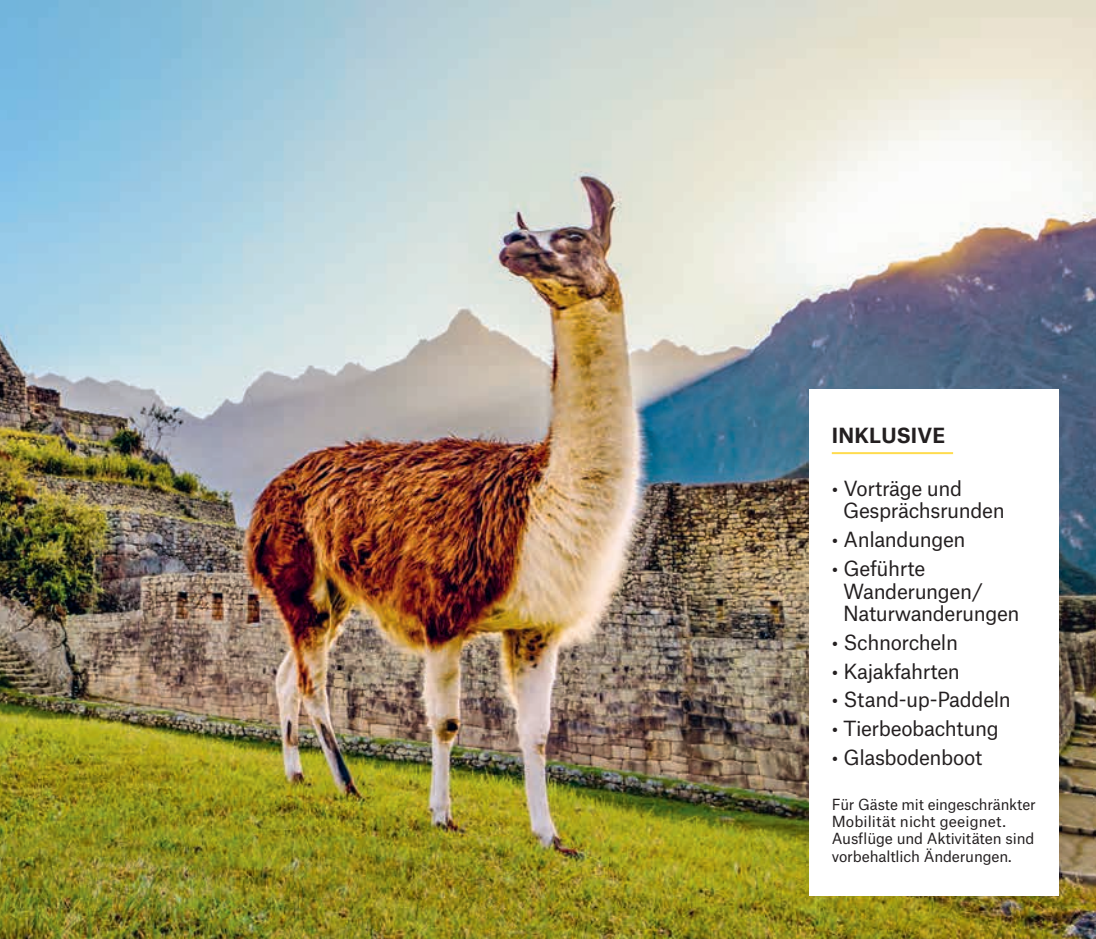 INKLUSIVE
• Vorträge und
Gesprächsrunden
• Anlandungen
• Geführte
Wanderungen/
Naturwanderungen
• Schnorcheln
• Kajakfahrten
• Stand-up-Paddeln
• Tierbeobachtung
• Glasbodenboot
Für Gäste mit eingeschränkter
Mobilität nicht geeignet.
Ausflüge und Aktivitäten sind
vorbehaltlich Änderungen.